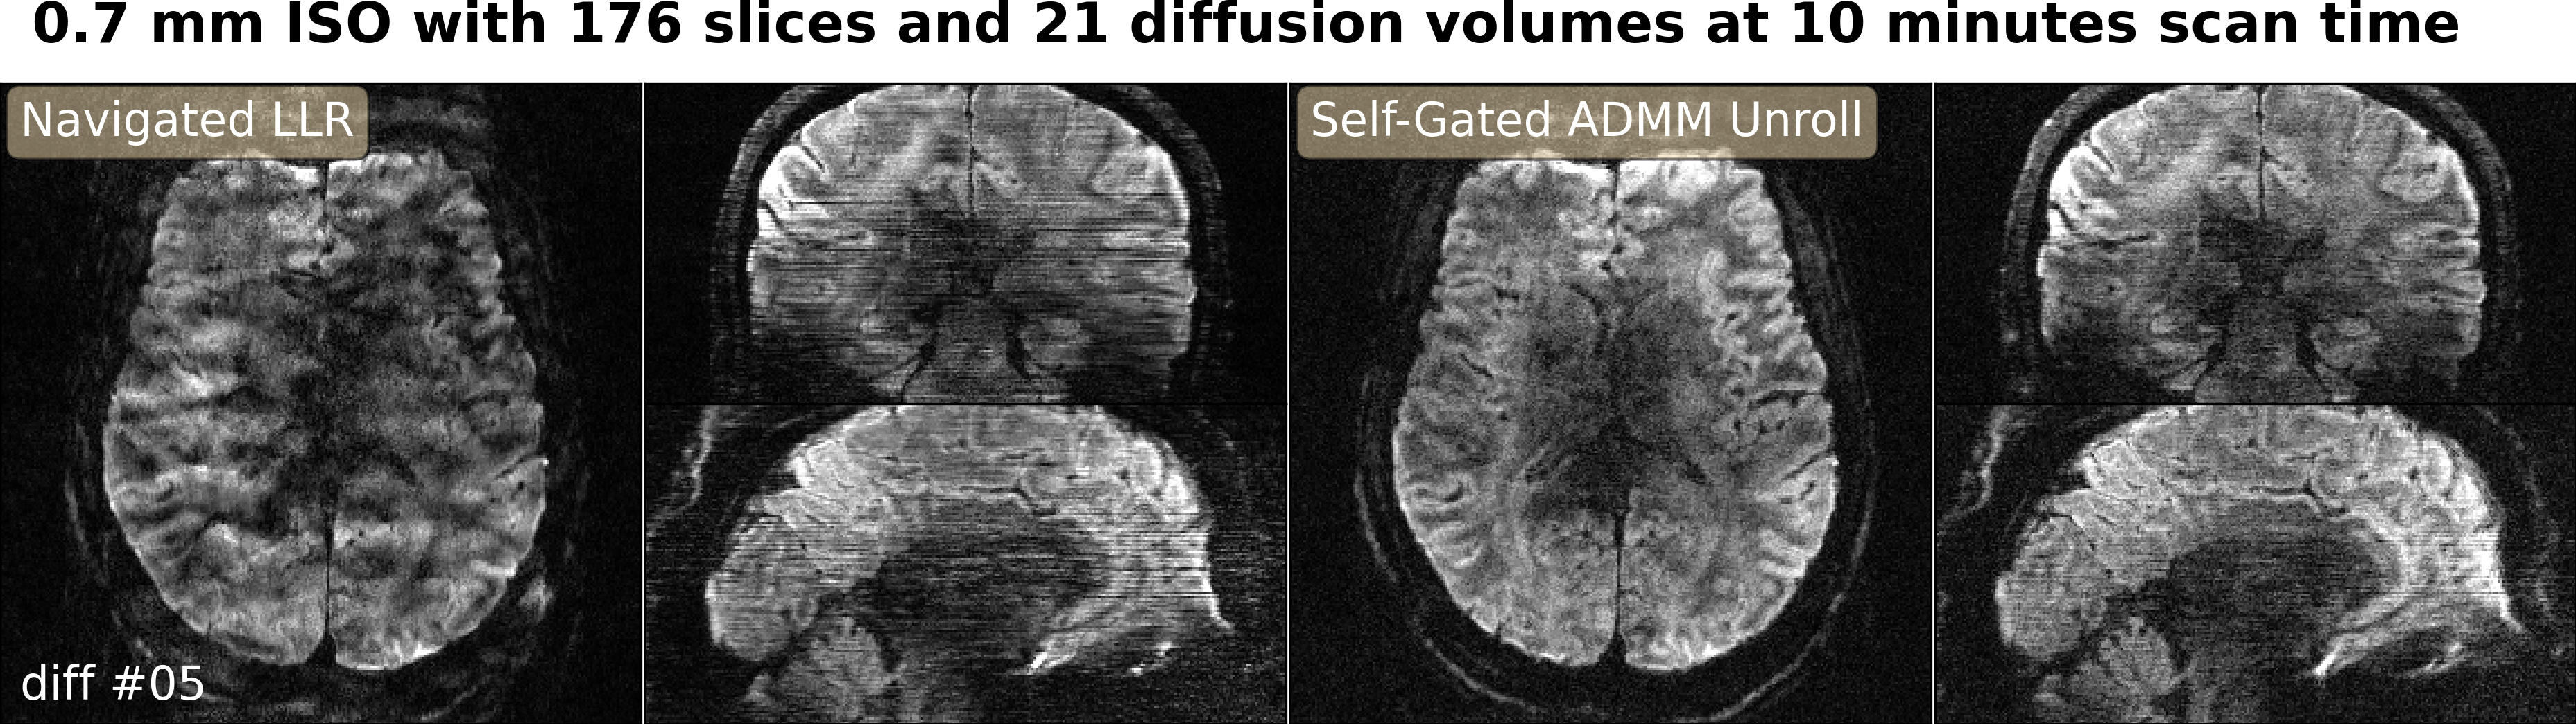 0.7 mm ISO with 176 slices and 21 diffusion volumes at 10 minutes scan time
Navigated LLR
Self-Gated ADMM Unroll
diff #05